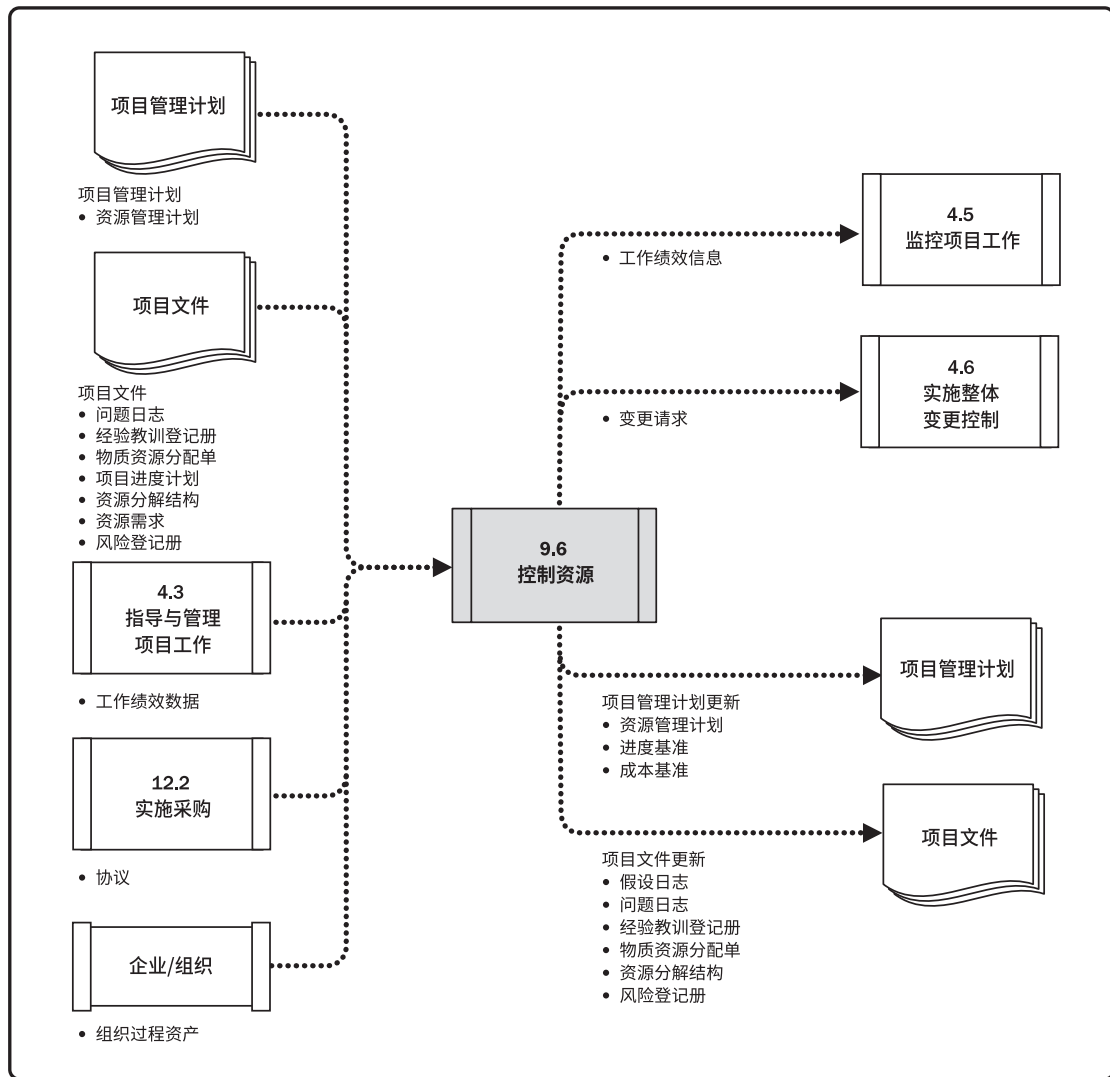 项目管理计划
项目管理计划
• 资源管理计划
项目文件
项目文件
• 问题日志
• 经验教训登记册
• 物质资源分配单
• 项目进度计划
• 资源分解结构
• 资源需求
• 风险登记册
4.3
指导与管理
项目工作
• 工作绩效数据
12.2
实施采购
• 协议
企业/组织
• 组织过程资产
9.6
控制资源
4.5
监控项目工作
• 工作绩效信息
4.6
实施整体
变更控制
• 变更请求
项目管理计划
项目管理计划更新
• 资源管理计划
• 进度基准
• 成本基准
项目文件
项目文件更新
• 假设日志
• 问题日志
• 经验教训登记册
• 物质资源分配单
• 资源分解结构
• 风险登记册